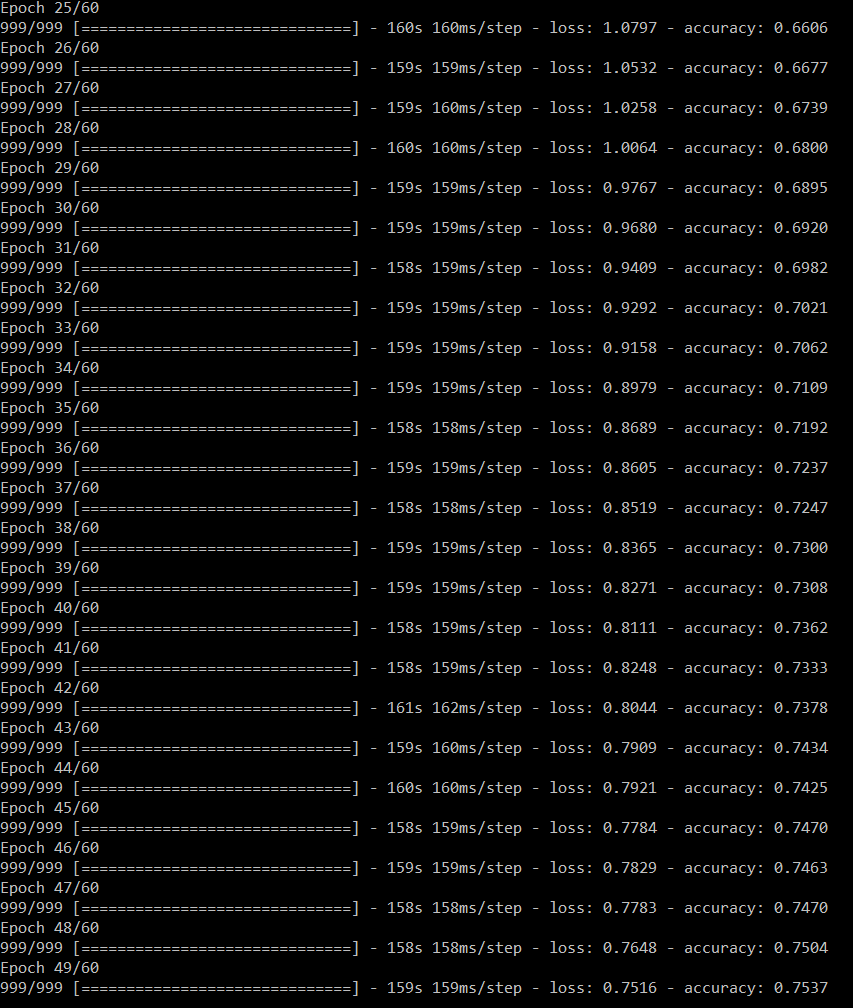 Epoch 25/60
999/999 [==============================] - 160s 160ms/step - loss: 1.0797 - accuracy: 0.6606
Epoch 26/60
999/999 [==============================] - 159s 159ms/step - loss: 1.0532 - accuracy: 0.6677
Epoch 27/60
999/999 [==============================] - 159s 160ms/step - loss: 1.0258 - accuracy: 0.6739
Epoch 28/60
999/999 [==============================] - 160s 160ms/step - loss: 1.0064 - accuracy: 0.6800
Epoch 29/60
999/999 [==============================] - 159s 159ms/step - loss: 0.9767 - accuracy: 0.6895
Epoch 30/60
999/999 [==============================] - 159s 159ms/step - loss: 0.9680 - accuracy: 0.6920
Epoch 31/60
999/999 [==============================] - 158s 159ms/step - loss: 0.9409 - accuracy: 0.6982
Epoch 32/60
999/999 [==============================] - 159s 159ms/step - loss: 0.9292 - accuracy: 0.7021
Epoch 33/60
999/999 [==============================] - 159s 159ms/step - loss: 0.9158 - accuracy: 0.7062
Epoch 34/60
999/999 [==============================] - 159s 159ms/step - loss: 0.8979 - accuracy: 0.7109
Epoch 35/60
999/999 [==============================] - 158s 158ms/step - loss: 0.8689 - accuracy: 0.7192
Epoch 36/60
999/999 [==============================] - 159s 159ms/step - loss: 0.8605 - accuracy: 0.7237
Epoch 37/60
999/999 [==============================] - 158s 158ms/step - loss: 0.8519 - accuracy: 0.7247
Epoch 38/60
999/999 [==============================] - 159s 159ms/step - loss: 0.8365 - accuracy: 0.7300
Epoch 39/60
999/999 [==============================] - 159s 159ms/step - loss: 0.8271 - accuracy: 0.7308
Epoch 40/60
999/999 [==============================] - 158s 159ms/step - loss: 0.8111 - accuracy: 0.7362
Epoch 41/60
999/999 [==============================] - 158s 159ms/step - loss: 0.8248 - accuracy: 0.7333
Epoch 42/60
999/999 [==============================] - 161s 162ms/step - loss: 0.8044 - accuracy: 0.7378
Epoch 43/60
999/999 [==============================] - 159s 160ms/step - loss: 0.7909 - accuracy: 0.7434
Epoch 44/60
999/999 [==============================] - 160s 160ms/step - loss: 0.7921 - accuracy: 0.7425
Epoch 45/60
999/999 [==============================] - 158s 159ms/step - loss: 0.7784 - accuracy: 0.7470
Epoch 46/60
999/999 [==============================] - 159s 159ms/step - loss: 0.7829 - accuracy: 0.7463
Epoch 47/60
999/999 [==============================] - 158s 158ms/step - loss: 0.7783 - accuracy: 0.7470
Epoch 48/60
999/999 [==============================] - 158s 158ms/step - loss: 0.7648 - accuracy: 0.7504
Epoch 49/60
999/999 [==============================] - 159s 159ms/step - loss: 0.7516 - accuracy: 0.7537